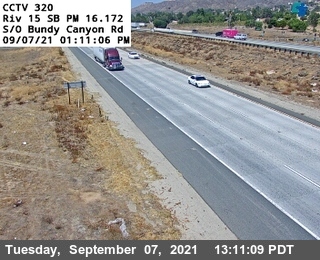 CCTV 320
Riv 15 SB PM 16.172
S/O Bundy Canyon Rd
09/07/21 01:11:06 PM
Tuesday, September 07, 2021 13:11:09 PDT